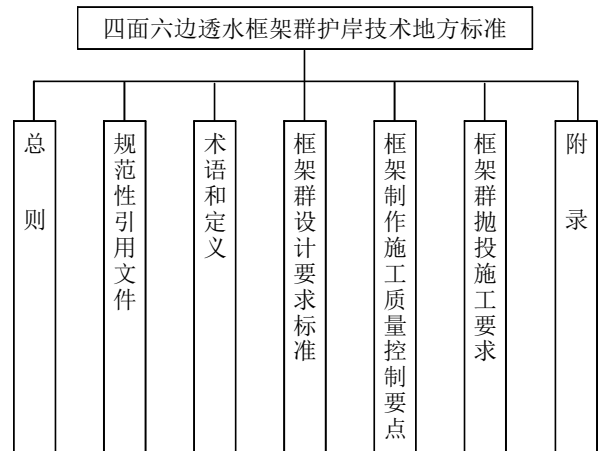 四面六边透水框架群护岸技术地方标准
总则
规范性引用文件
术语和定义
框架群设计要求标准
框架制作施工质量控制要点
框架群抛投施工要求
附录